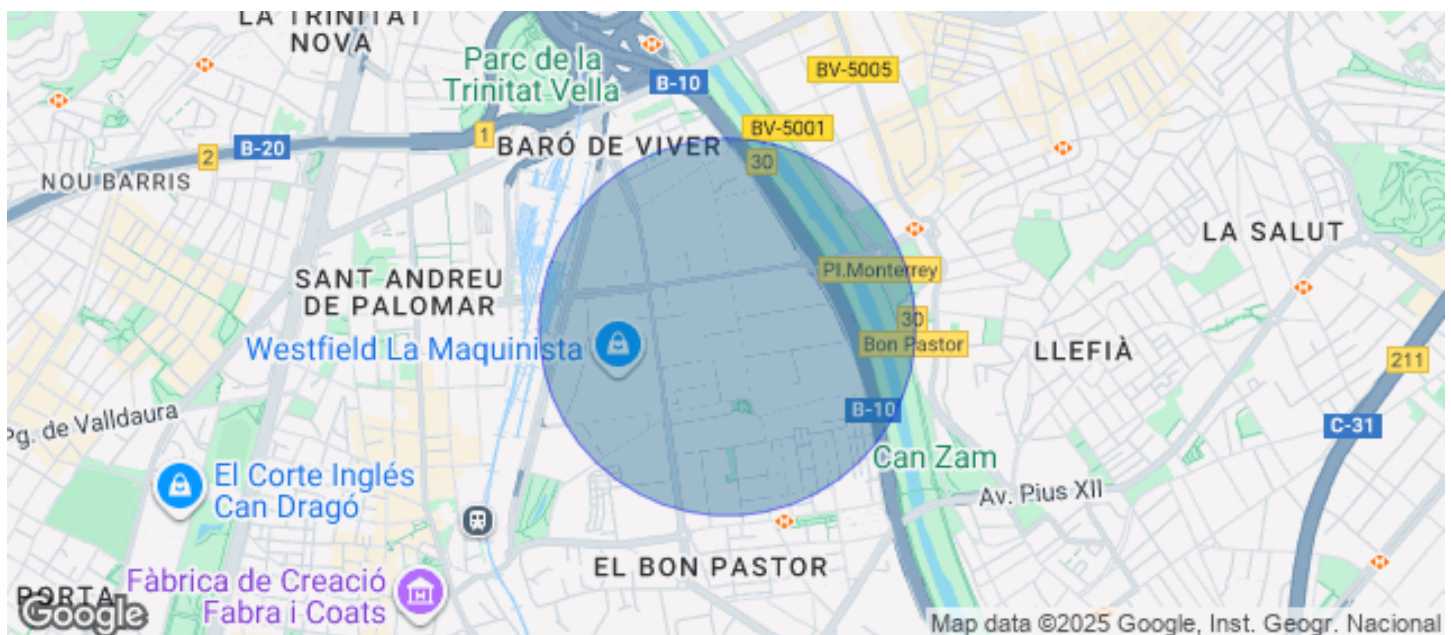 LA TRINITAT
NOVA
Parc de la
Trinitat Vella
B-10
BV-5005
BV-5001
1
B-20
2
BARÓ DE VIVER
30
NOU BARRIS
LA SALUT
SANT ANDREU
DE PALOMAR
Pl.Monterrey
30
Bon Pastor
Westfield La Maquinista
LLEFIÀ
211
Pg. de Valldaura
B-10
C-31
Can Zam
El Corte Inglés
Can Dragó
Av. Pius XII
EL BON PASTOR
Fàbrica de Creació
Fabra i Coats
PORTA
Google
Map data ©2025 Google, Inst. Geogr. Nacional